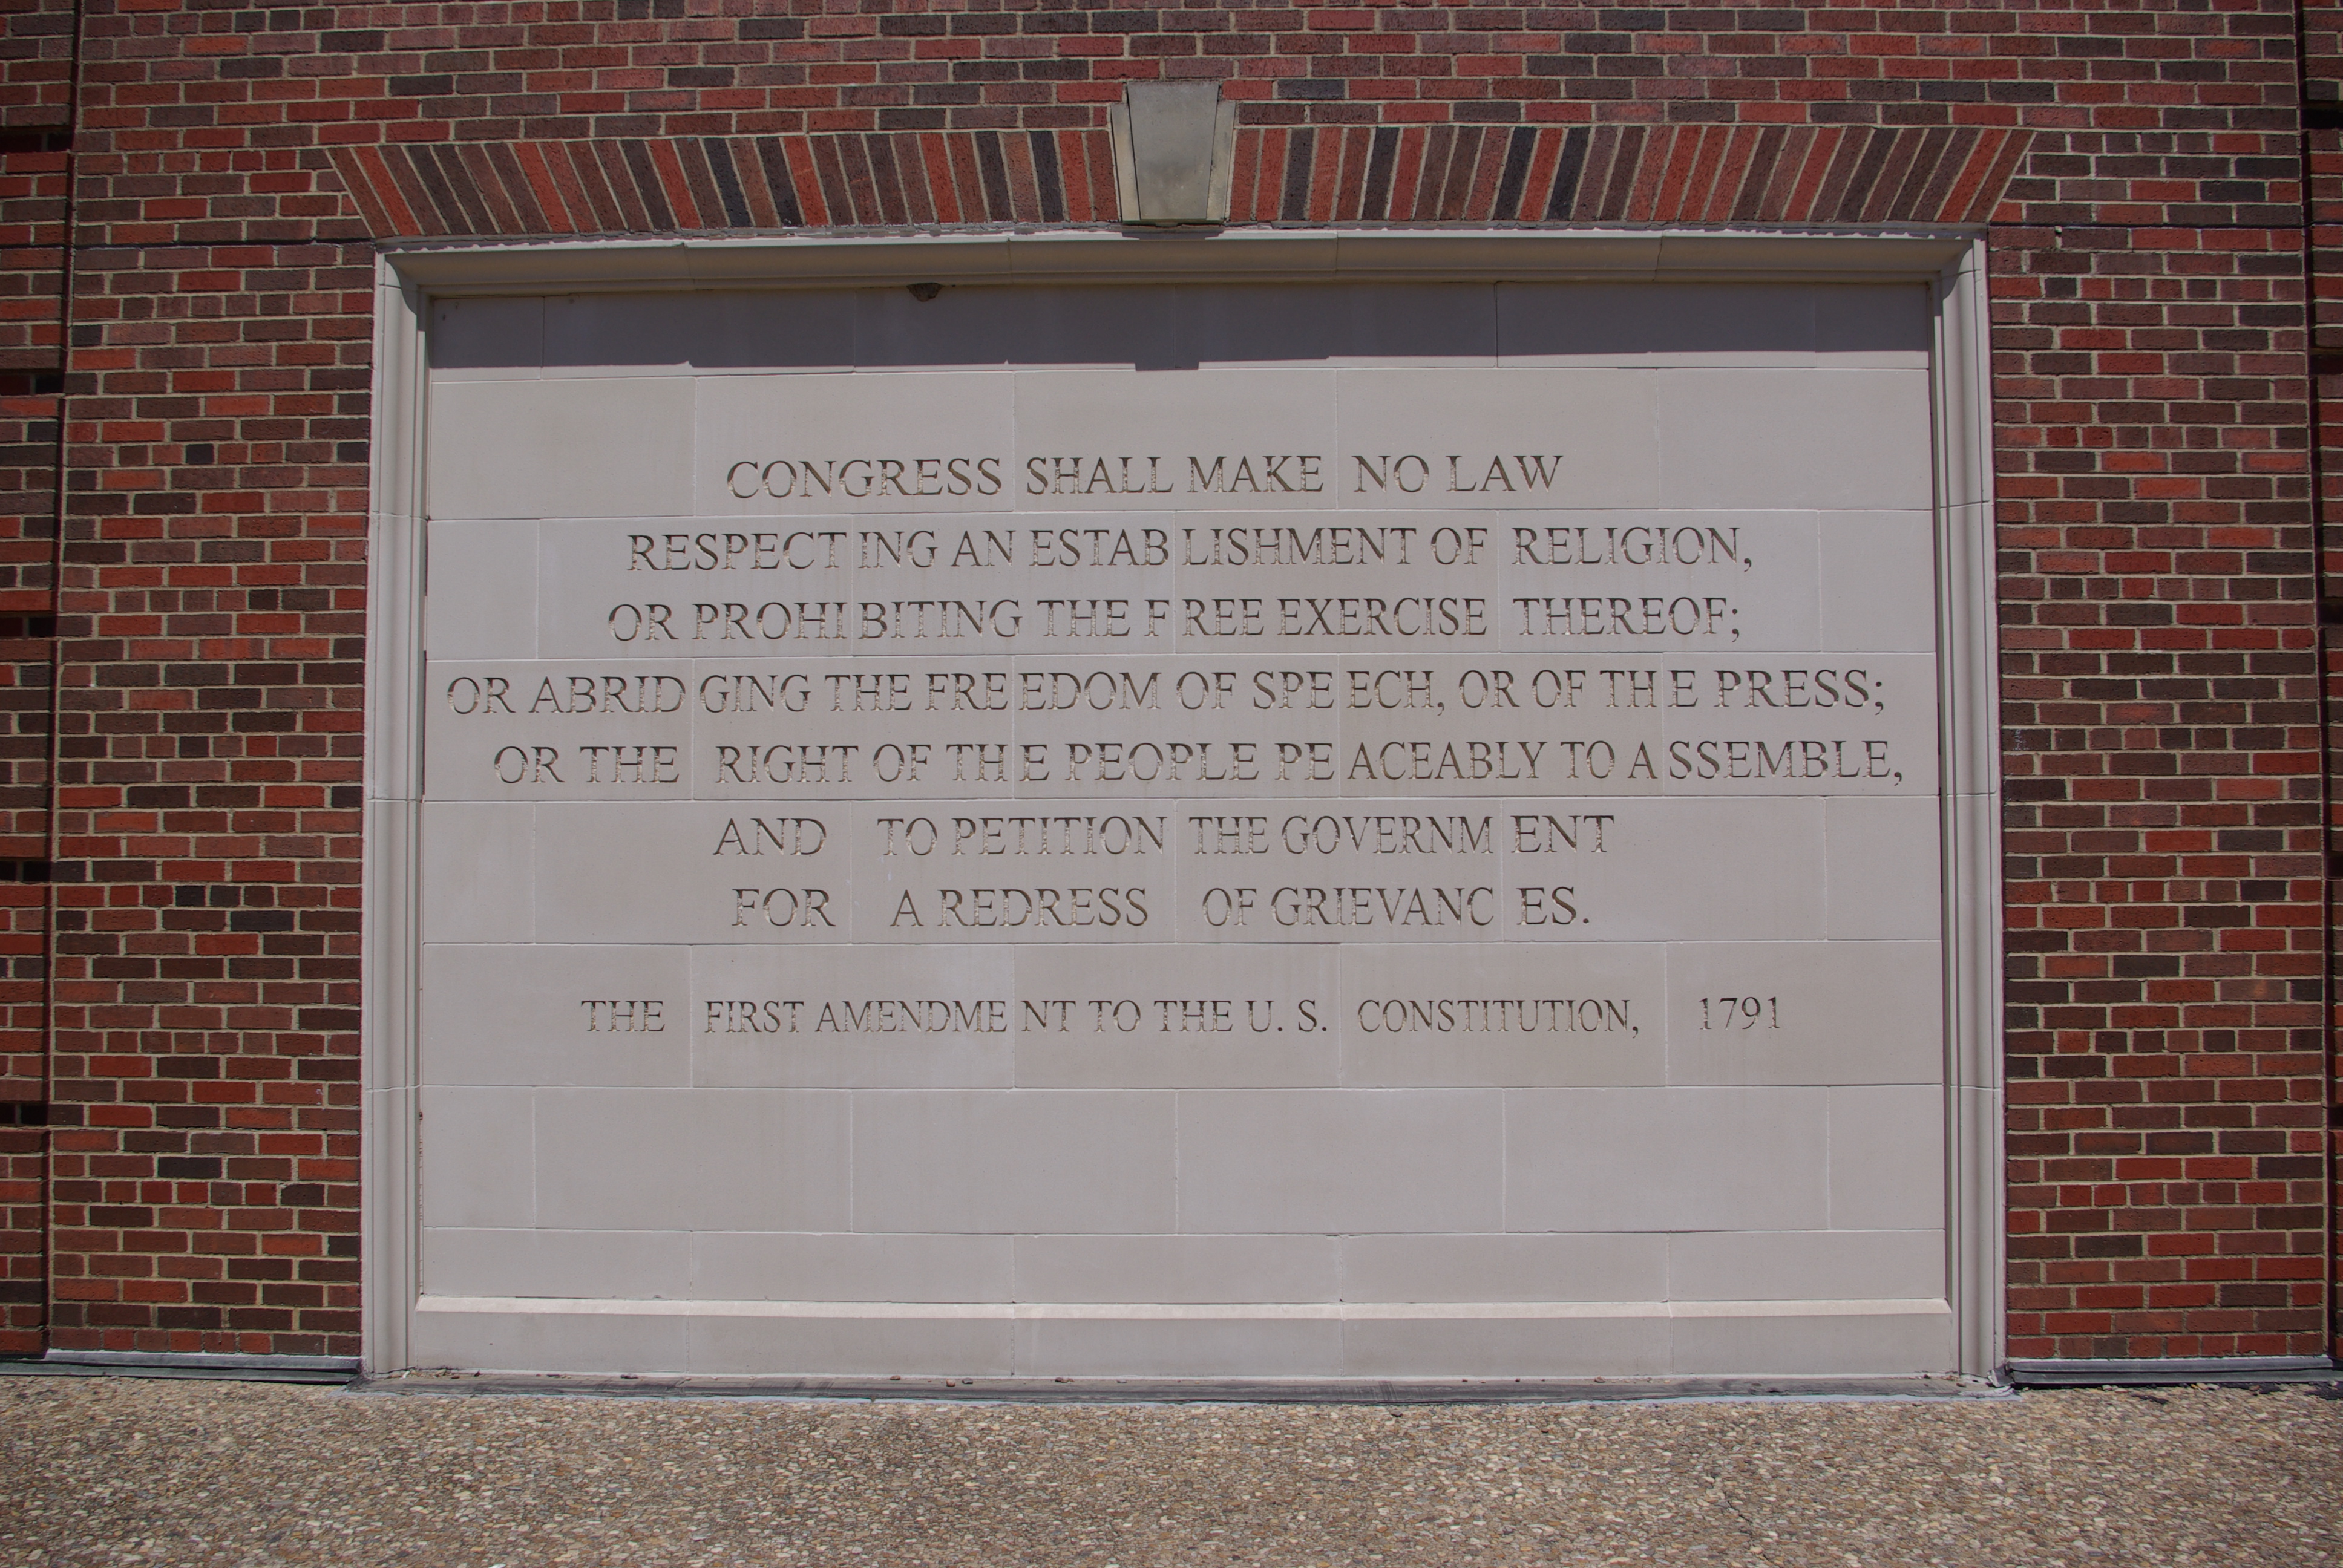 CONGRESS SHALL MAKE NO LAW
RESPECTING AN ESTABLISHMENT OF RELIGION,
OR PROHIBITING THE FREE EXERCISE THEREOF;
OR ABRIDGING THE FREEDOM OF SPEECH, OR OF THE PRESS;
OR THE RIGHT OF THE PEOPLE PEACEABLY TO ASSEMBLE,
AND TO PETITION THE GOVERNMENT
FOR A REDRESS OF GRIEVANCES.
THE FIRST AMENDMENT TO THE U. S. CONSTITUTION, 1791